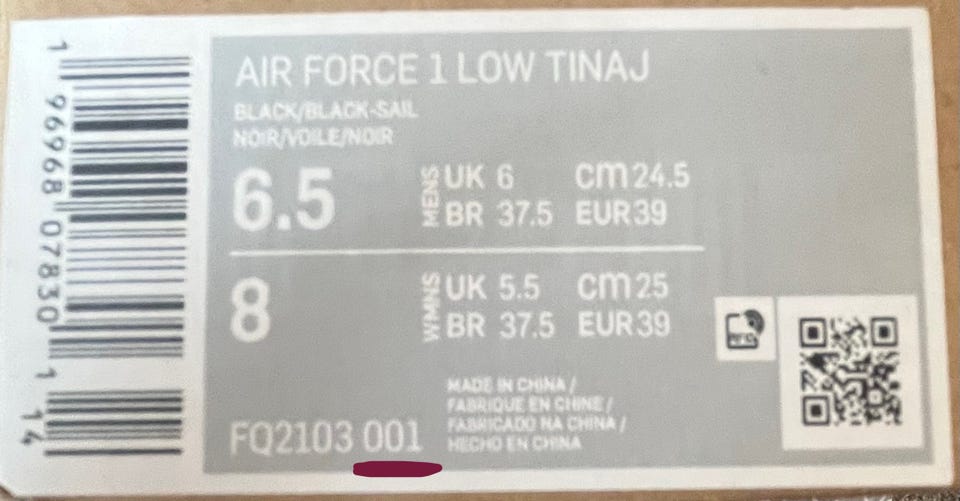 AIR FORCE 1 LOW TINAJ
BLACK/BLACK-SAIL
NOIR/VOILE/NOIR
6.5
MENS
UK 6 CM 24.5
BR 37.5 EUR 39
8
WMNS
UK 5.5 CM 25
BR 37.5 EUR 39
MADE IN CHINA /
FABRIQUE EN CHINE /
FABRICADO NA CHINA /
HECHO EN CHINA
FQ2103 001
1 96968 07830 1 14
RFID